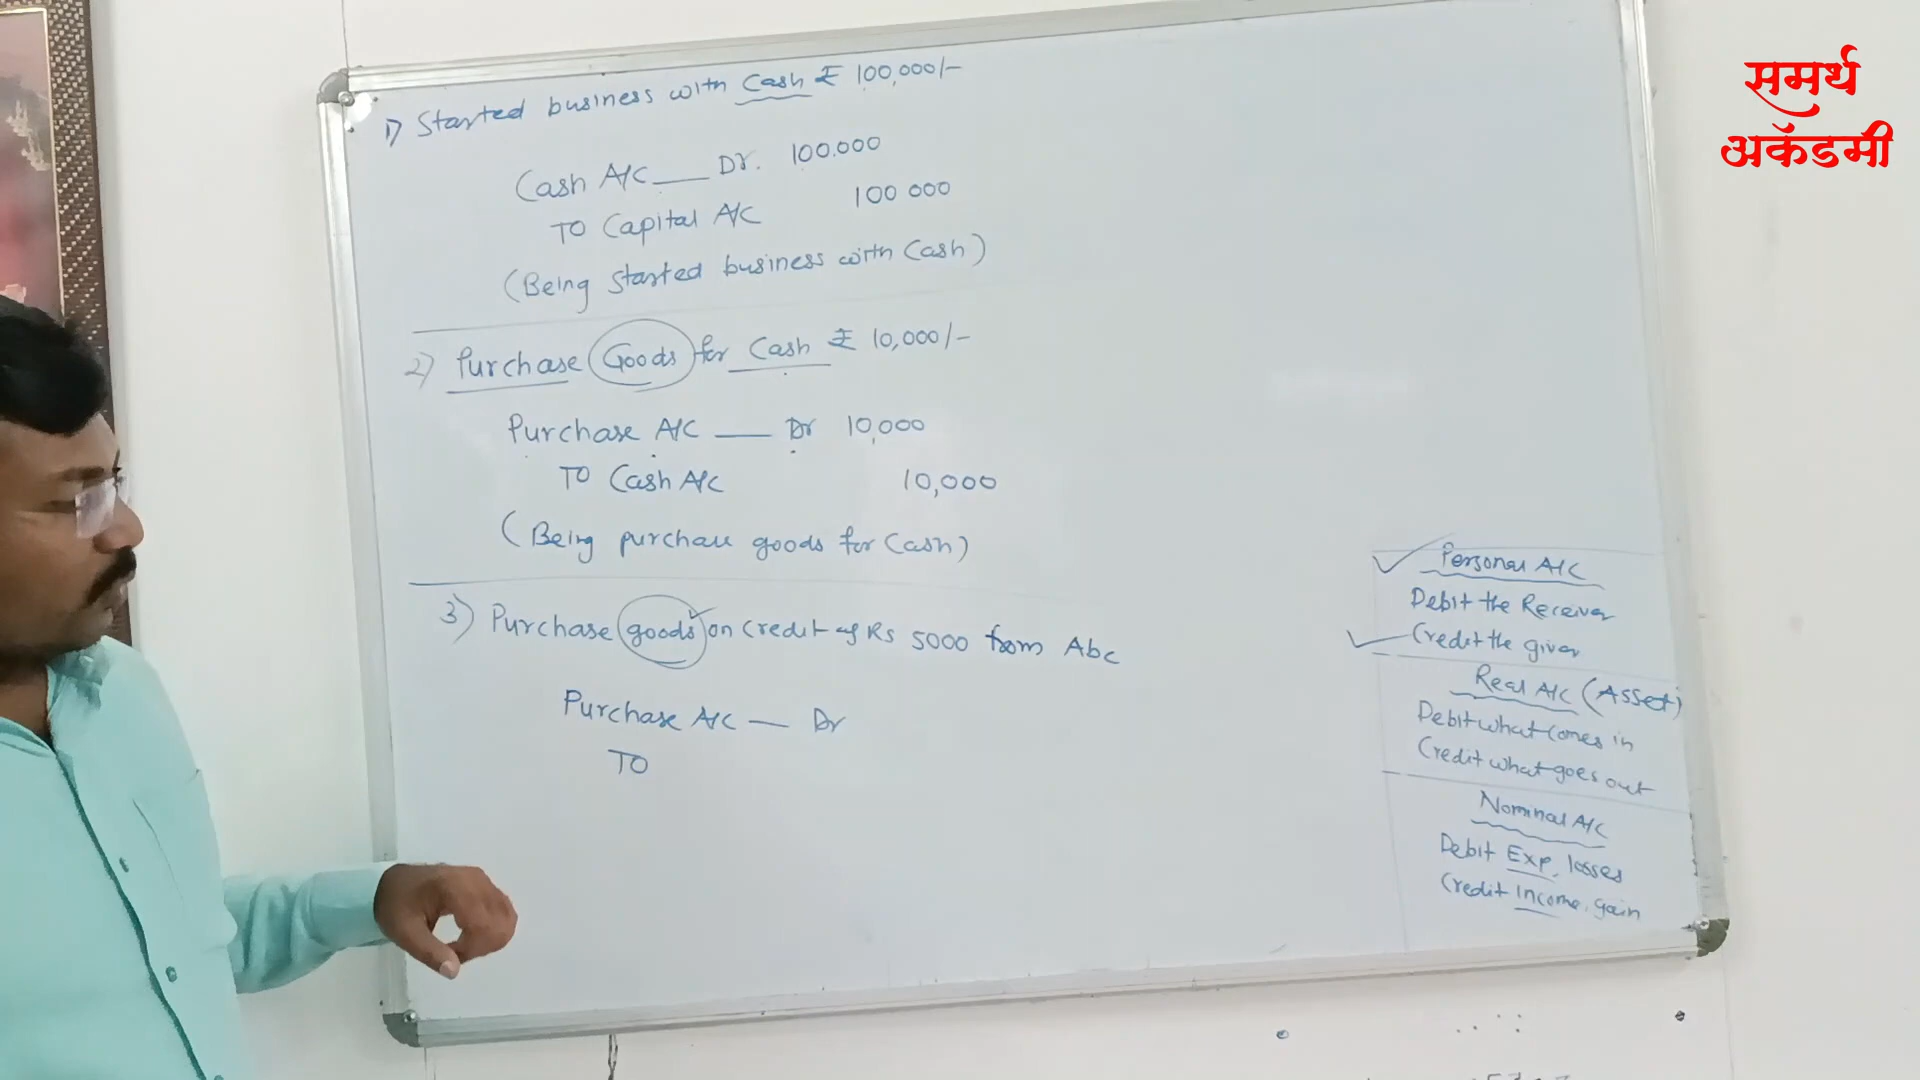 समर्थ
अकॅडमी
1) Started business with Cash ₹ 100,000/-
Cash A/C ___ Dr. 100.000
To Capital A/C 100 000
(Being started business with Cash)
2) Purchase Goods for Cash ₹ 10,000/-
Purchase A/C ___ Dr 10,000
To Cash A/C 10,000
(Being purchase goods for Cash)
3) Purchase goods on credit of Rs 5000 from Abc
Purchase A/C — Dr
To
Personal A/C
Debit the Receiver
Credit the giver
Real A/C (Asset)
Debit what comes in
Credit what goes out
Nominal A/C
Debit Exp, losses
Credit Income, gain